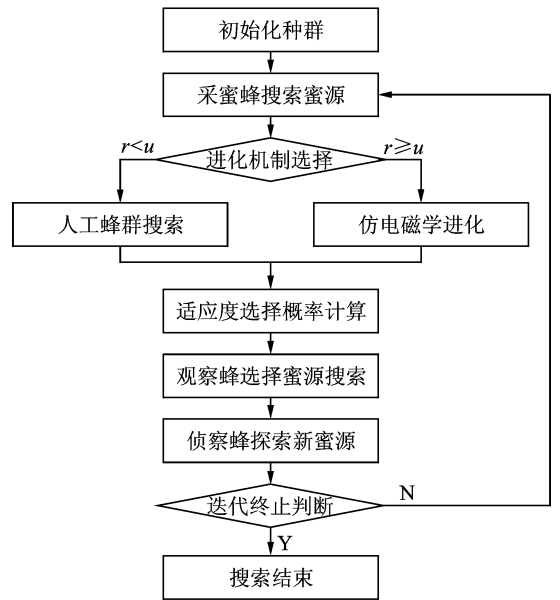 初始化种群
采蜜蜂搜索蜜源
r<u
进化机制选择
r≥u
人工蜂群搜索
仿电磁学进化
适应度选择概率计算
观察蜂选择蜜源搜索
侦察蜂探索新蜜源
迭代终止判断
N
Y
搜索结束